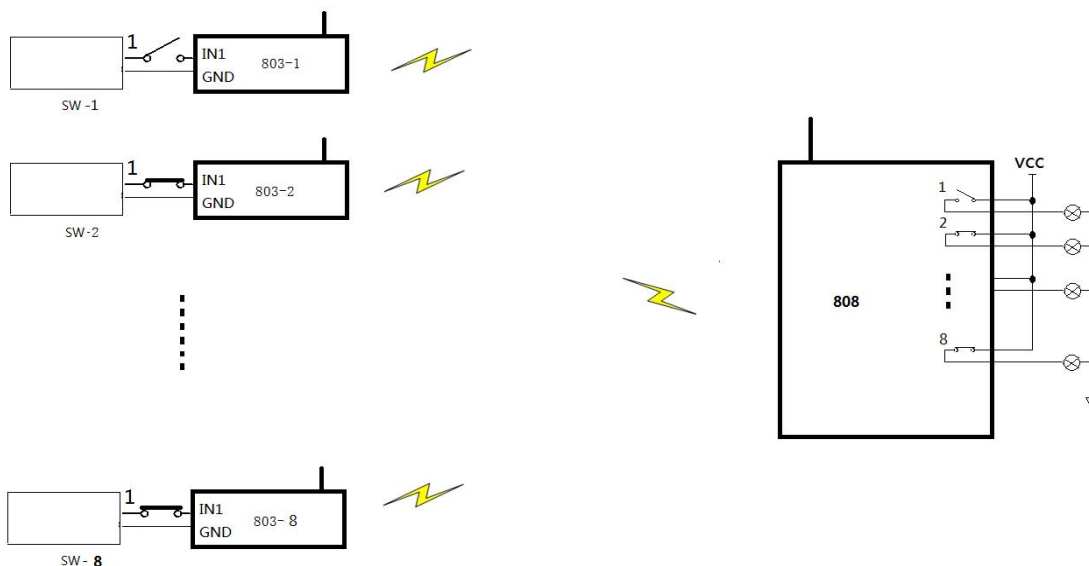 1
IN1
GND
803-1
SW-1
1
IN1
GND
803-2
SW-2
1
IN1
GND
803-8
SW-8
VCC
1
2
808
8